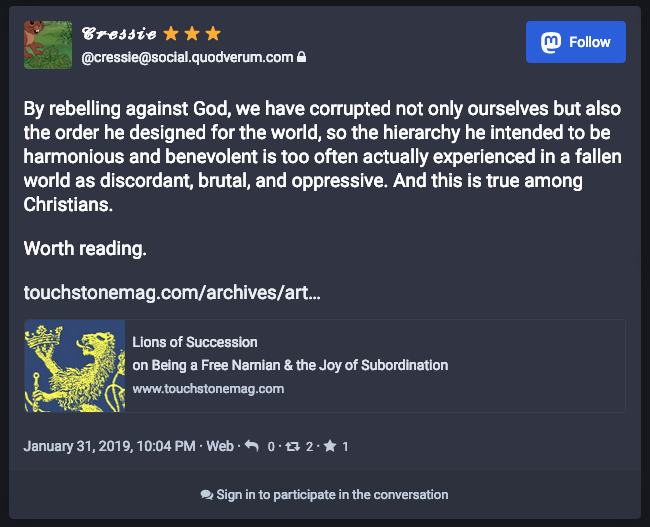 𝓒𝓻𝓮𝓼𝓼𝓲𝓮 ⭐⭐⭐
@cressie@social.quodverum.com
Follow
By rebelling against God, we have corrupted not only ourselves but also
the order he designed for the world, so the hierarchy he intended to be
harmonious and benevolent is too often actually experienced in a fallen
world as discordant, brutal, and oppressive. And this is true among
Christians.
Worth reading.
touchstonemag.com/archives/art...
Lions of Succession
on Being a Free Narnian & the Joy of Subordination
www.touchstonemag.com
January 31, 2019, 10:04 PM · Web · 0 · 2 · 1
Sign in to participate in the conversation